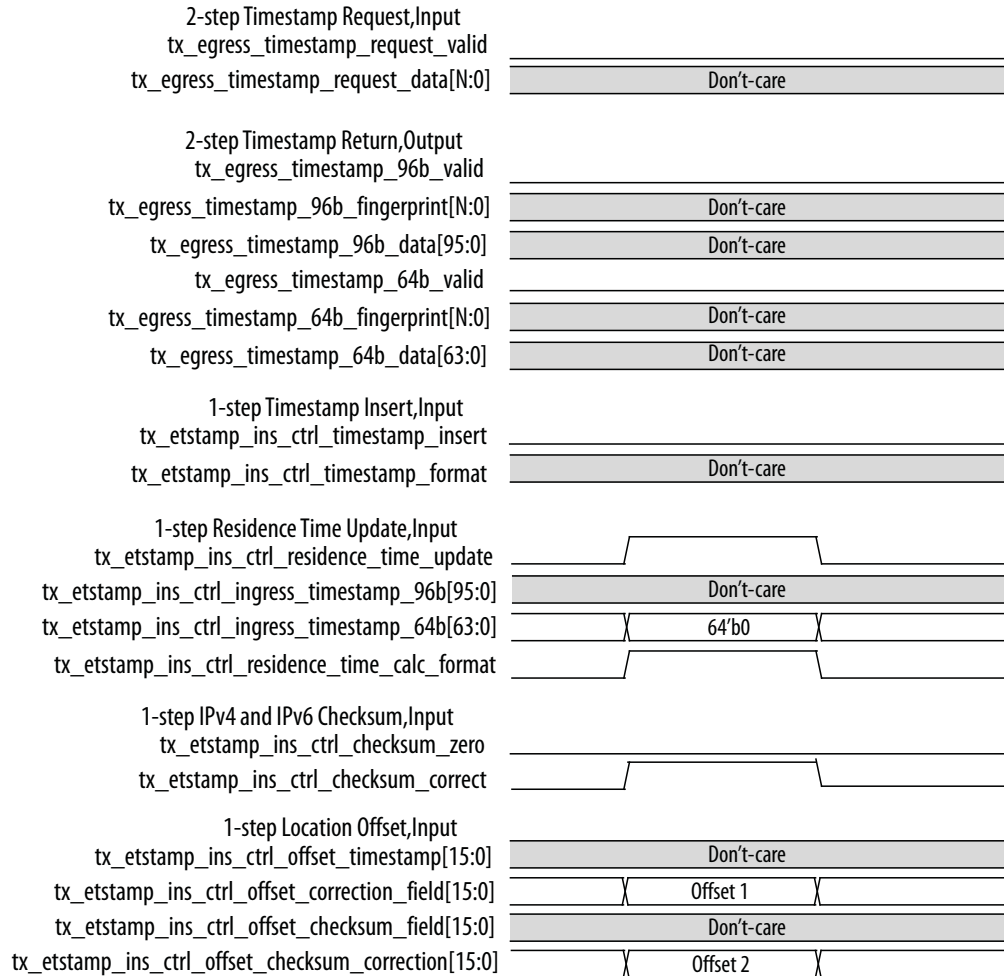 2-step Timestamp Request,Input
tx_egress_timestamp_request_valid
tx_egress_timestamp_request_data[N:0] Don't-care
2-step Timestamp Return,Output
tx_egress_timestamp_96b_valid
tx_egress_timestamp_96b_fingerprint[N:0] Don't-care
tx_egress_timestamp_96b_data[95:0] Don't-care
tx_egress_timestamp_64b_valid
tx_egress_timestamp_64b_fingerprint[N:0] Don't-care
tx_egress_timestamp_64b_data[63:0] Don't-care
1-step Timestamp Insert,Input
tx_etstamp_ins_ctrl_timestamp_insert
tx_etstamp_ins_ctrl_timestamp_format Don't-care
1-step Residence Time Update,Input
tx_etstamp_ins_ctrl_residence_time_update
tx_etstamp_ins_ctrl_ingress_timestamp_96b[95:0] Don't-care
tx_etstamp_ins_ctrl_ingress_timestamp_64b[63:0] 64'b0
tx_etstamp_ins_ctrl_residence_time_calc_format
1-step IPv4 and IPv6 Checksum,Input
tx_etstamp_ins_ctrl_checksum_zero
tx_etstamp_ins_ctrl_checksum_correct
1-step Location Offset,Input
tx_etstamp_ins_ctrl_offset_timestamp[15:0] Don't-care
tx_etstamp_ins_ctrl_offset_correction_field[15:0] Offset 1
tx_etstamp_ins_ctrl_offset_checksum_field[15:0] Don't-care
tx_etstamp_ins_ctrl_offset_checksum_correction[15:0] Offset 2